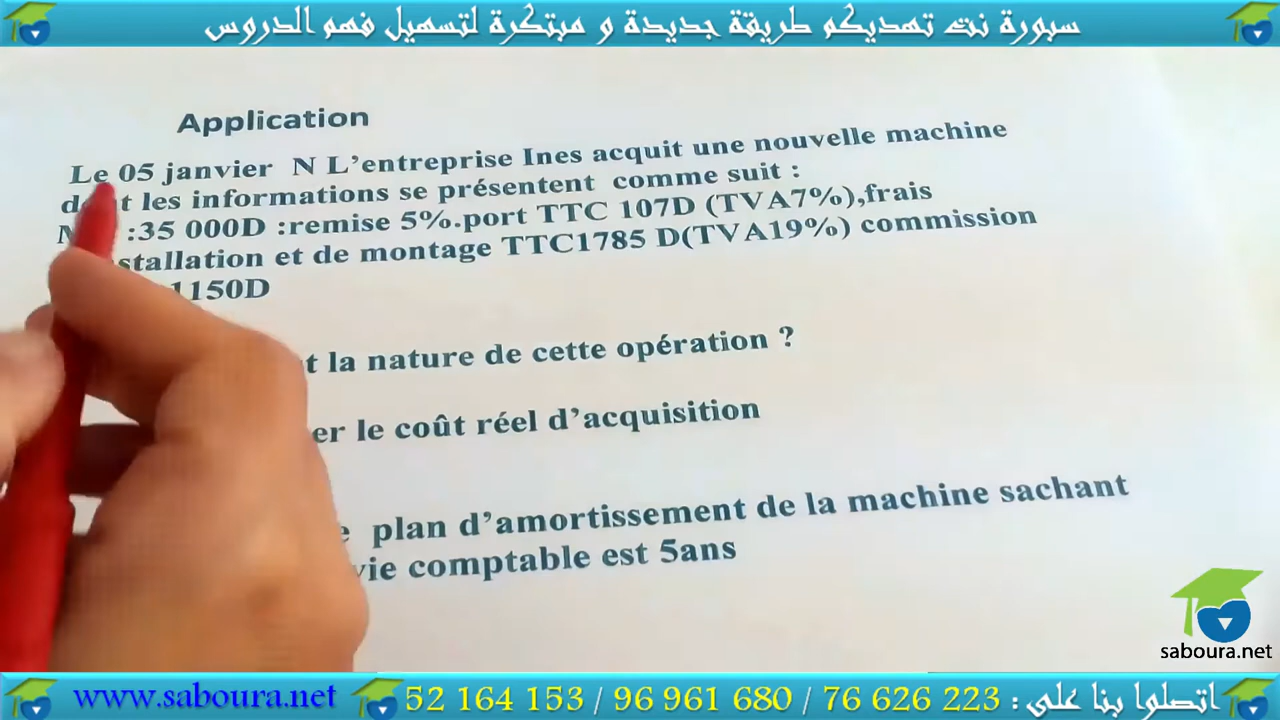 سبورة نت تهديكم طريقة جديدة و مبتكرة لتسهيل فهم الدروس
Application
Le 05 janvier N L'entreprise Ines acquit une nouvelle machine
les informations se présentent comme suit :
:35 000D :remise 5%.port TTC 107D (TVA7%),frais
stallation et de montage TTC1785 D(TVA19%) commission
1150D
t la nature de cette opération ?
er le coût réel d'acquisition
e plan d'amortissement de la machine sachant
vie comptable est 5ans
saboura.net
www.saboura.net 52 164 153 / 96 961 680 / 76 626 223 : اتصلوا بنا على